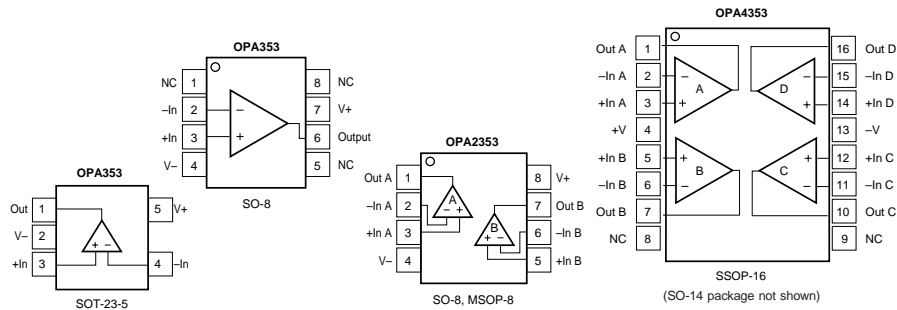 OPA353
Out 1
V– 2
+In 3
5 V+
4 –In
+ –
SOT-23-5
OPA353
NC 1
–In 2
+In 3
V– 4
8 NC
7 V+
6 Output
5 NC
–
+
SO-8
OPA2353
Out A 1
–In A 2
+In A 3
V– 4
8 V+
7 Out B
6 –In B
5 +In B
A
– +
B
+ –
SO-8, MSOP-8
OPA4353
Out A 1
–In A 2
+In A 3
+V 4
+In B 5
–In B 6
Out B 7
NC 8
16 Out D
15 –In D
14 +In D
13 –V
12 +In C
11 –In C
10 Out C
9 NC
– A +
– D +
+ B –
+ C –
SSOP-16
(SO-14 package not shown)